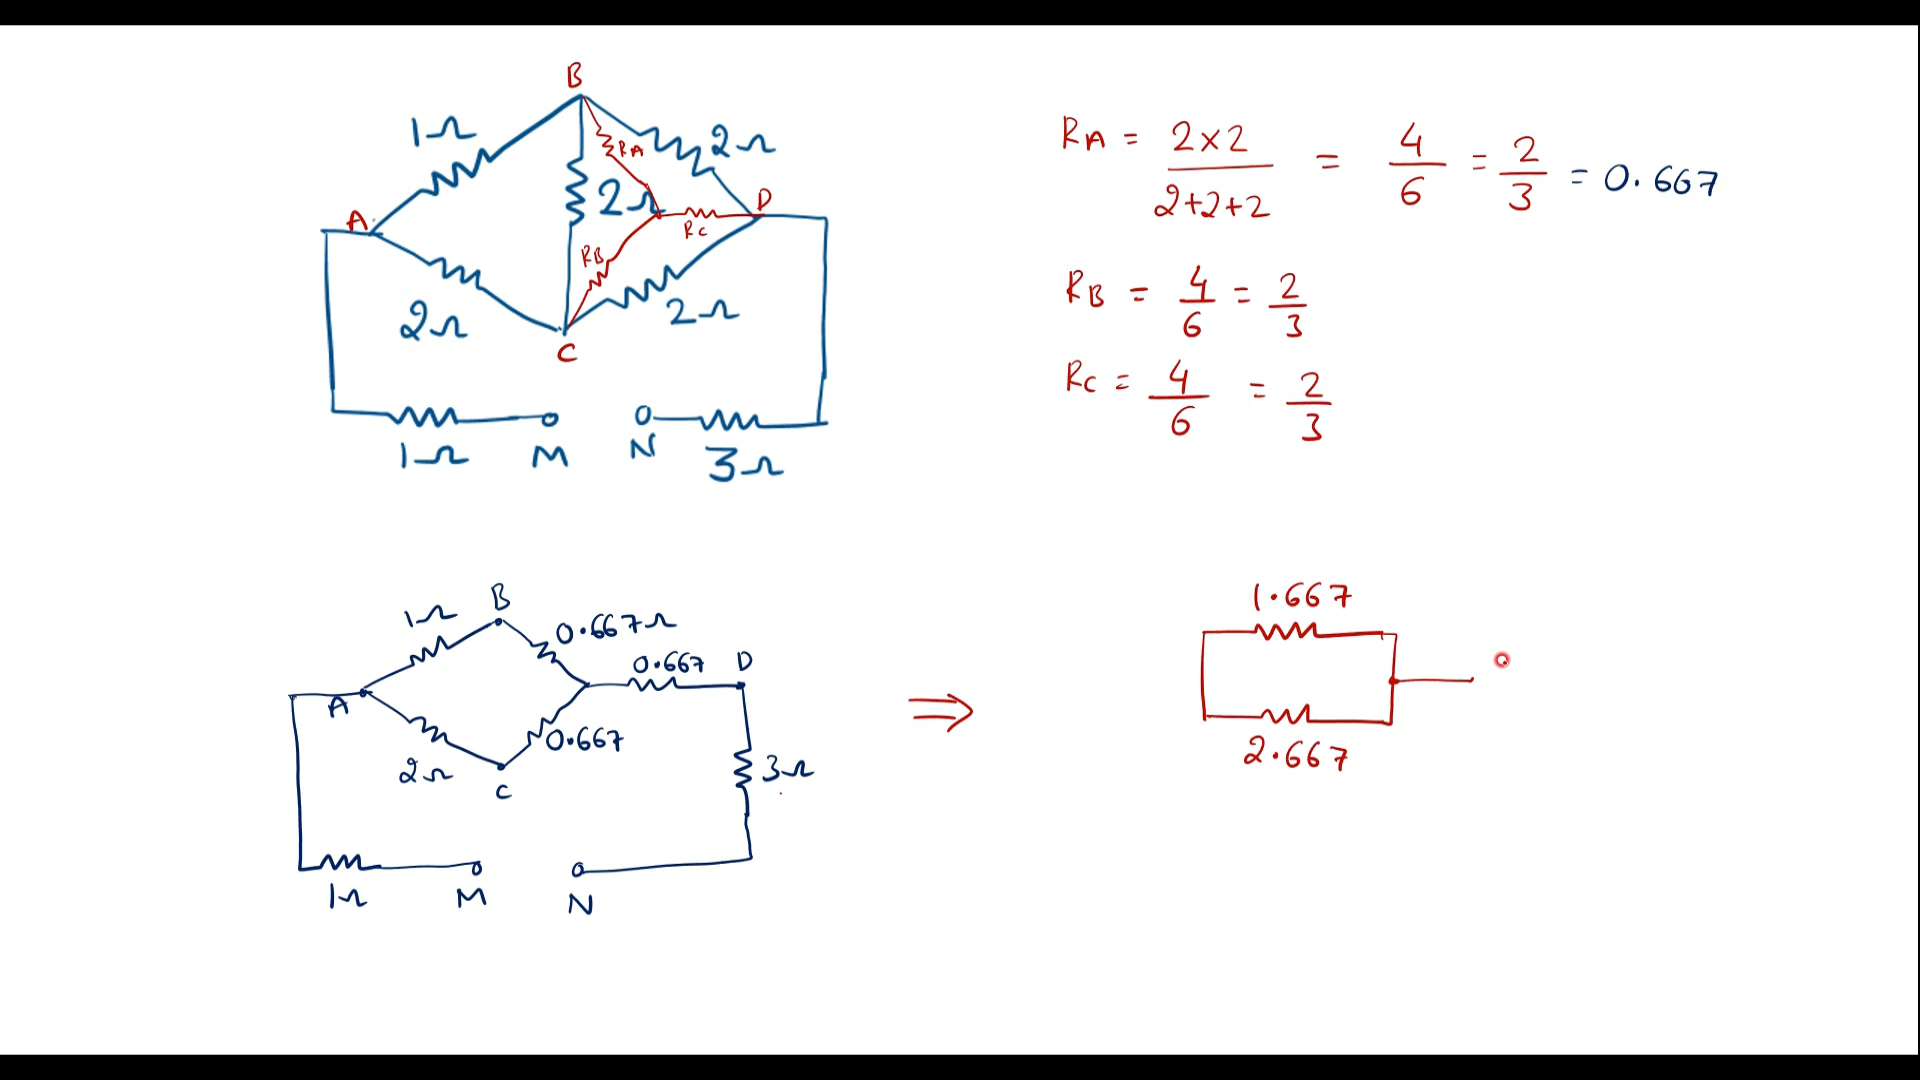 B
1Ω
RA
2Ω
2Ω
D
A
RC
RB
2Ω
2Ω
C
1Ω
M
N
3Ω
RA = 2×2 / 2+2+2 = 4/6 = 2/3 = 0.667
RB = 4/6 = 2/3
RC = 4/6 = 2/3
B
1Ω
0.667Ω
0.667
D
A
0.667
2Ω
C
3Ω
1Ω
M
N
⇒
1.667
2.667